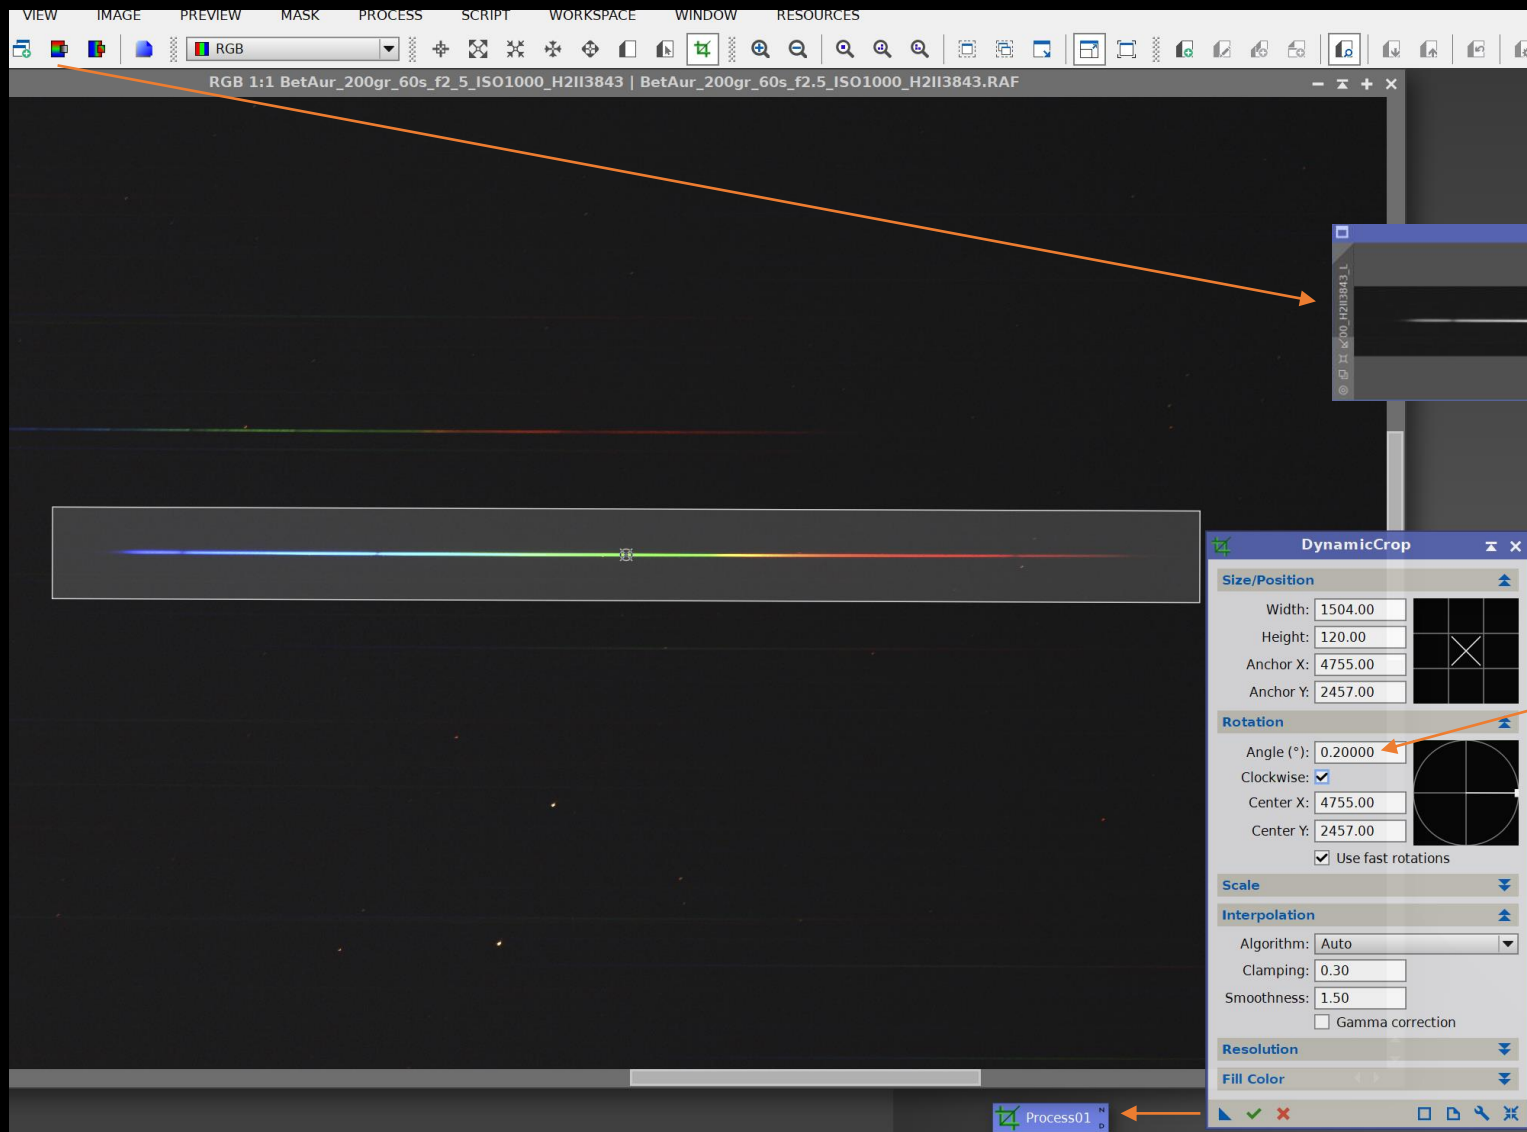 VIEW IMAGE PREVIEW MASK PROCESS SCRIPT WORKSPACE WINDOW RESOURCES
RGB
RGB 1:1 BetAur_200gr_60s_f2_5_ISO1000_H2II3843 | BetAur_200gr_60s_f2.5_ISO1000_H2II3843.RAF
00_H2II3843_L
DynamicCrop
Size/Position
Width: 1504.00
Height: 120.00
Anchor X: 4755.00
Anchor Y: 2457.00
Rotation
Angle (°): 0.20000
Clockwise:
Center X: 4755.00
Center Y: 2457.00
Use fast rotations
Scale
Interpolation
Algorithm: Auto
Clamping: 0.30
Smoothness: 1.50
Gamma correction
Resolution
Fill Color
Process01 N
D